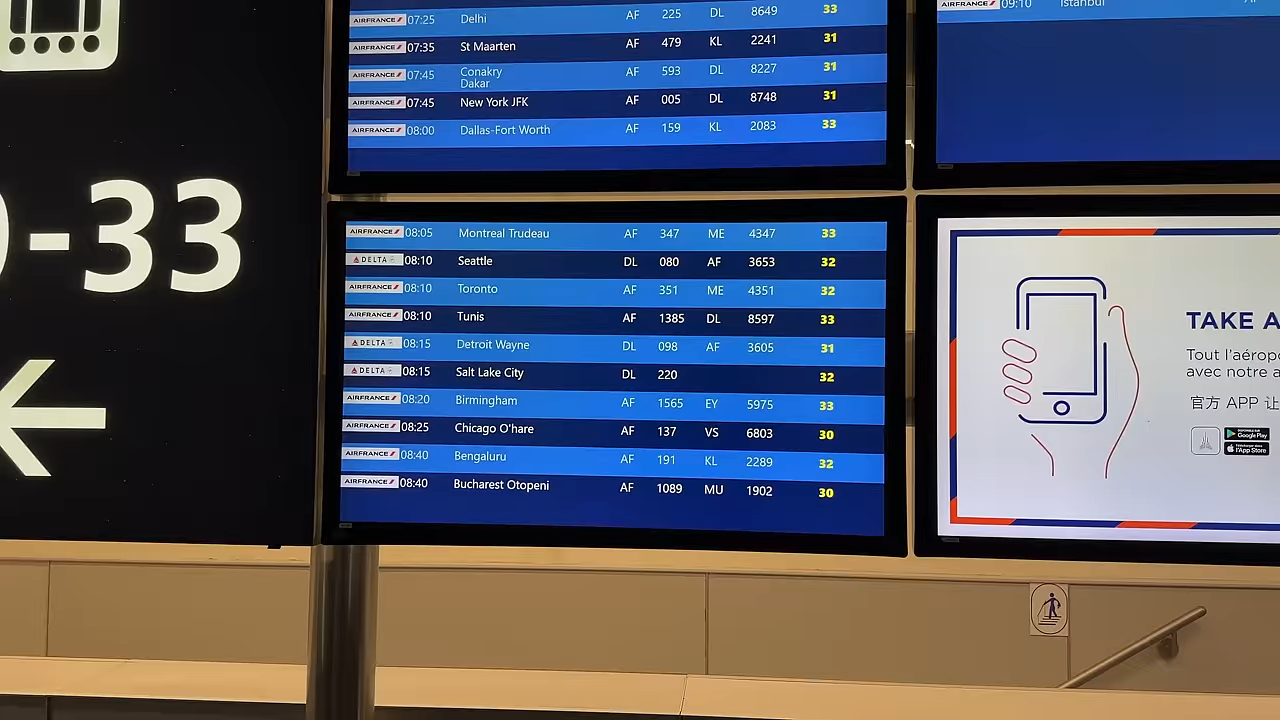 AIRFRANCE 07:25 Delhi AF 225 DL 8649 33
AIRFRANCE 07:35 St Maarten AF 479 KL 2241 31
AIRFRANCE 07:45 Conakry AF 593 DL 8227 31
Dakar
AIRFRANCE 07:45 New York JFK AF 005 DL 8748 31
AIRFRANCE 08:00 Dallas-Fort Worth AF 159 KL 2083 33
AIRFRANCE 09:10 Istanbul
-33
AIRFRANCE 08:05 Montreal Trudeau AF 347 ME 4347 33
DELTA 08:10 Seattle DL 080 AF 3653 32
AIRFRANCE 08:10 Toronto AF 351 ME 4351 32
AIRFRANCE 08:10 Tunis AF 1385 DL 8597 33
DELTA 08:15 Detroit Wayne DL 098 AF 3605 31
DELTA 08:15 Salt Lake City DL 220 32
AIRFRANCE 08:20 Birmingham AF 1565 EY 5975 33
AIRFRANCE 08:25 Chicago O'hare AF 137 VS 6803 30
AIRFRANCE 08:40 Bengaluru AF 191 KL 2289 32
AIRFRANCE 08:40 Bucharest Otopeni AF 1089 MU 1902 30
TAKE A
Tout l'aérop
avec notre a
官方 APP 让
Google Play
l'App Store